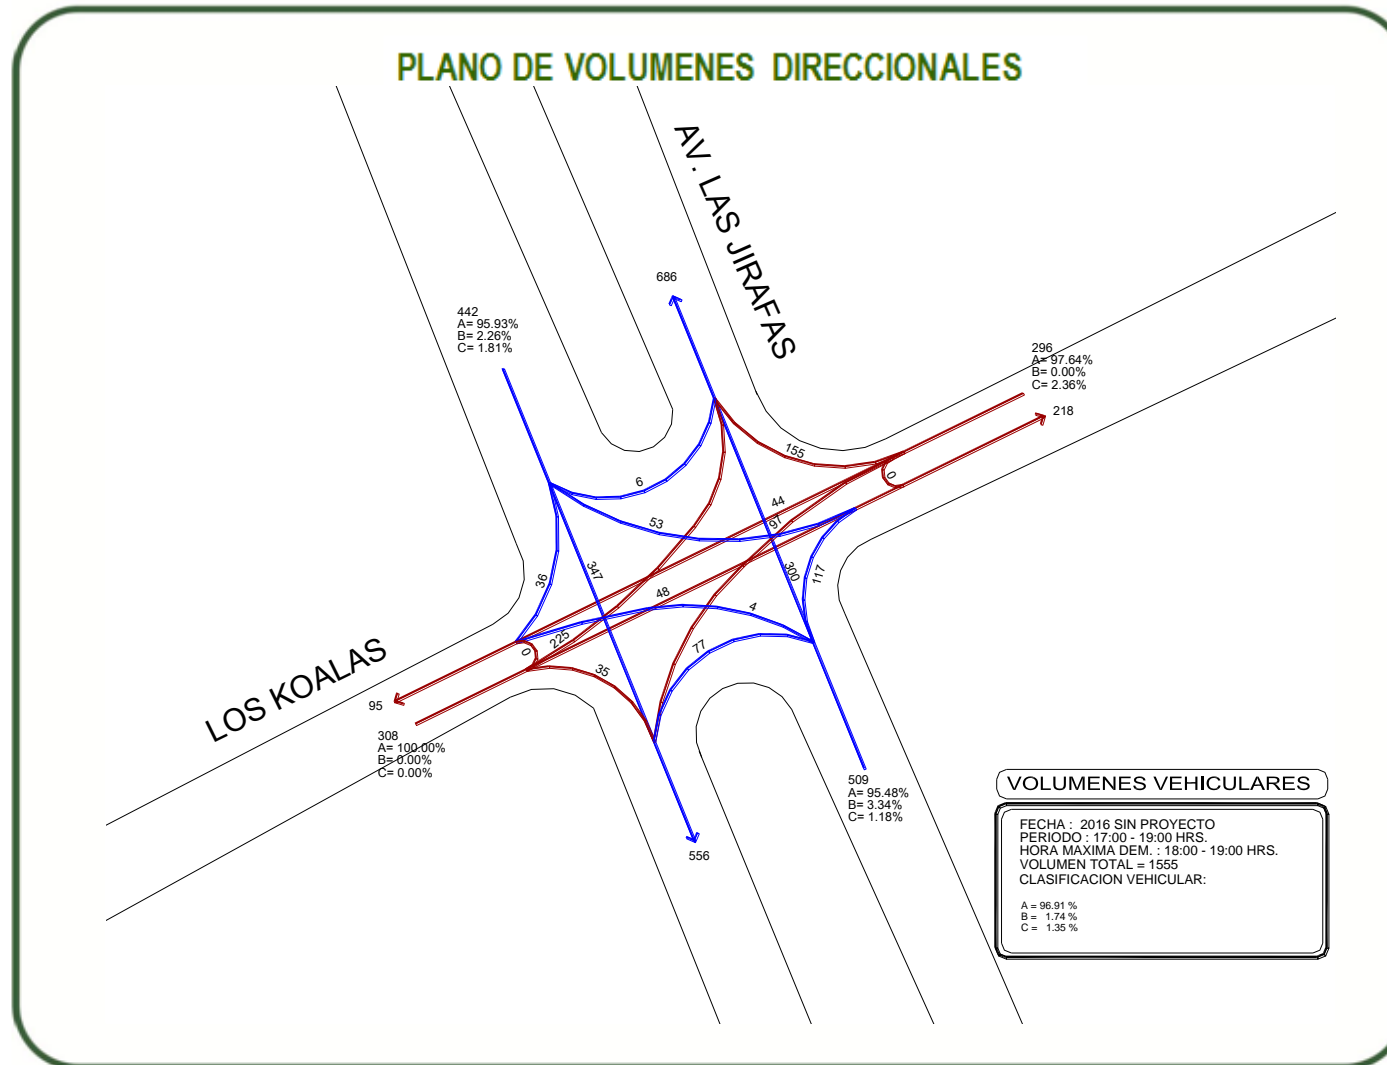 PLANO DE VOLUMENES DIRECCIONALES
AV. LAS JIRAFAS
686
442
A= 95.93%
B= 2.26%
C= 1.81%
296
A= 97.64%
B= 0.00%
C= 2.36%
218
155
0
6
44
53
97
347
300
117
36
48
4
225
77
0
35
LOS KOALAS
95
308
A= 100.00%
B= 0.00%
C= 0.00%
509
A= 95.48%
B= 3.34%
C= 1.18%
556
VOLUMENES VEHICULARES
FECHA : 2016 SIN PROYECTO
PERIODO : 17:00 - 19:00 HRS.
HORA MAXIMA DEM. : 18:00 - 19:00 HRS.
VOLUMEN TOTAL = 1555
CLASIFICACION VEHICULAR:
A = 96.91 %
B = 1.74 %
C = 1.35 %